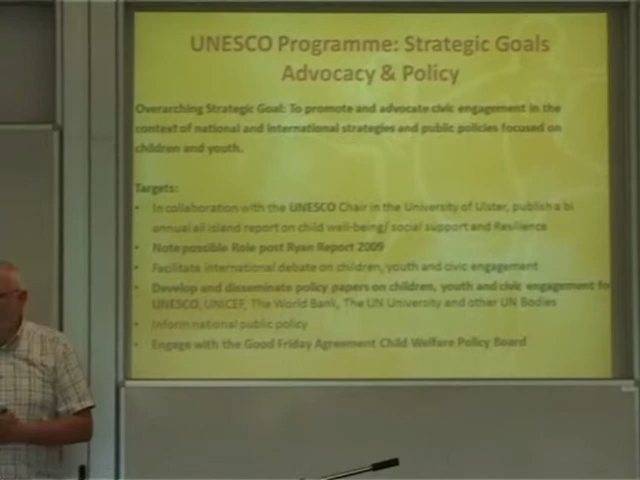 UNESCO Programme: Strategic Goals
Advocacy & Policy
Overarching Strategic Goal: To promote and advocate civic engagement in the
context of national and international strategies and public policies focused on
children and youth.
Targets:
• In collaboration with the UNESCO Chair in the University of Ulster, publish a bi
annual all island report on child well-being/ social support and Resilience
• Note possible Role post Ryan Report 2009
• Facilitate international debate on children, youth and civic engagement
• Develop and disseminate policy papers on children, youth and civic engagement fo
UNESCO, UNICEF, The World Bank, The UN University and other UN Bodies
• Inform national public policy
• Engage with the Good Friday Agreement Child Welfare Policy Board